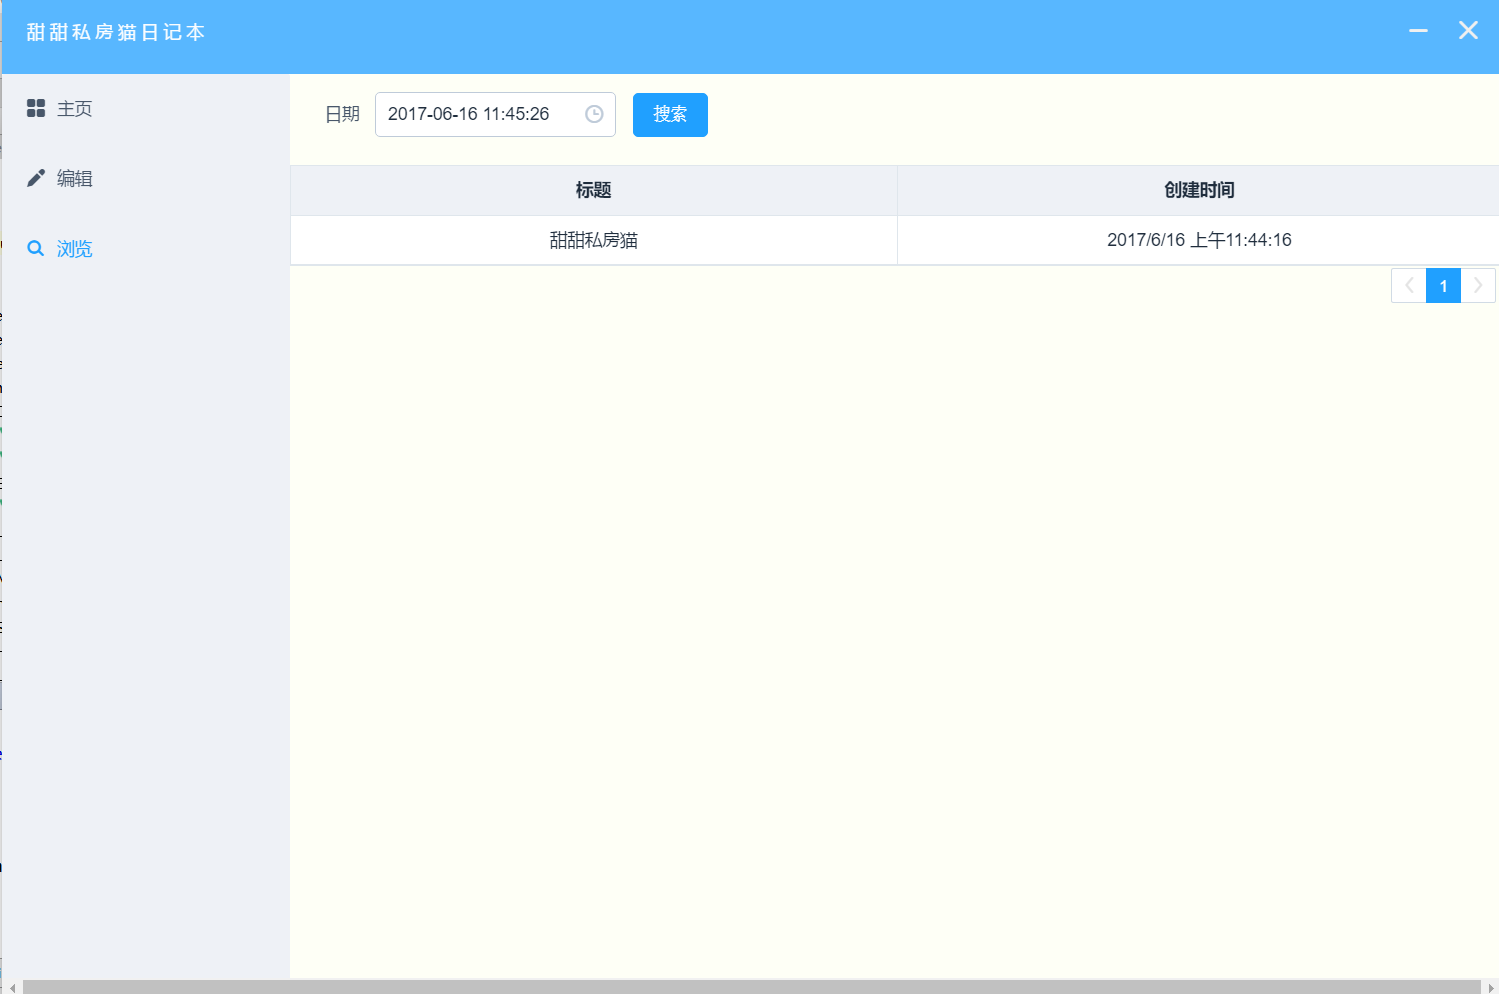 甜甜私房猫日记本
主页
编辑
浏览
日期 2017-06-16 11:45:26 搜索
标题 创建时间
甜甜私房猫 2017/6/16 上午11:44:16
1